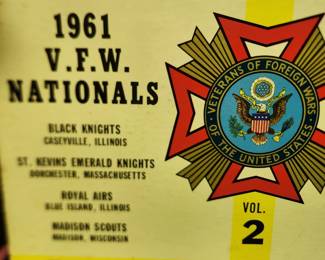 1961
V.F.W.
NATIONALS
BLACK KNIGHTS
CASEYVILLE, ILLINOIS
ST. KEVINS EMERALD KNIGHTS
DORCHESTER, MASSACHUSETTS
ROYAL AIRS
BLUE ISLAND, ILLINOIS
MADISON SCOUTS
MADISON, WISCONSIN
VETERANS OF FOREIGN WARS
OF THE UNITED STATES
VOL.
2